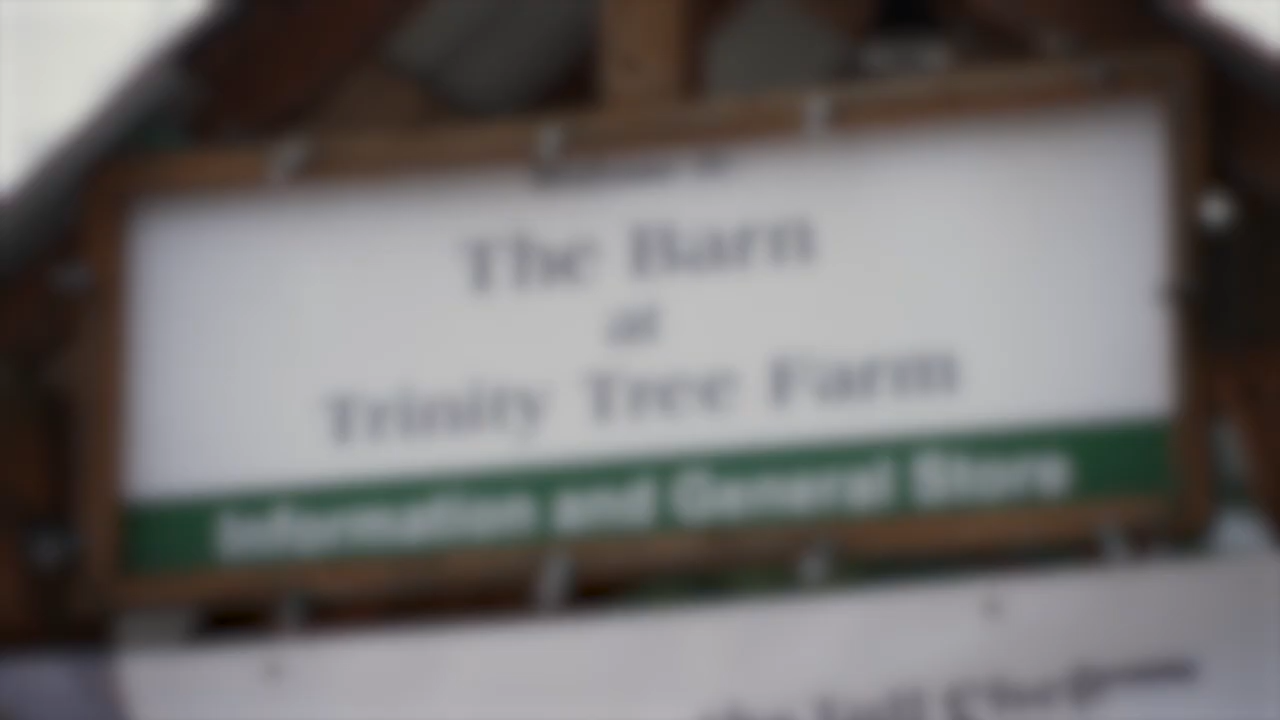 The Barn
at
Trinity Tree Farm
Information and General Store